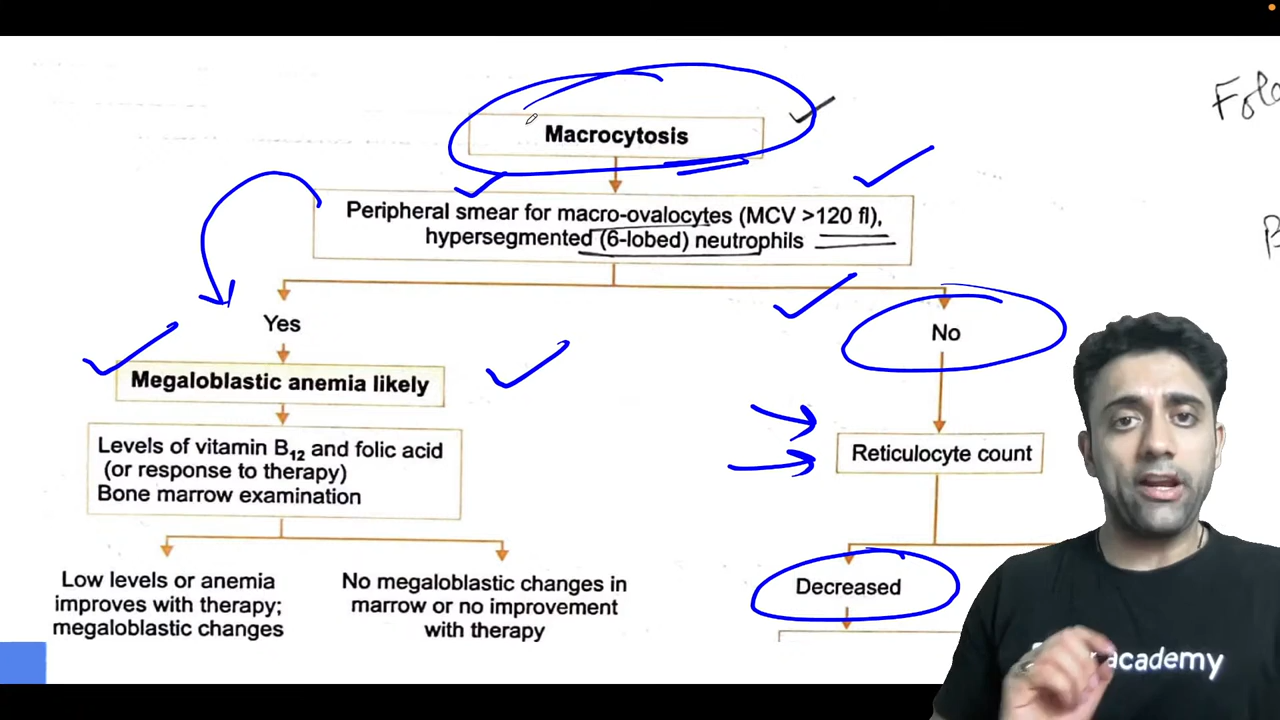 Macrocytosis
Peripheral smear for macro-ovalocytes (MCV >120 fl),
hypersegmented (6-lobed) neutrophils
Yes
No
Megaloblastic anemia likely
Levels of vitamin B12 and folic acid
(or response to therapy)
Bone marrow examination
Reticulocyte count
Low levels or anemia
improves with therapy;
megaloblastic changes
No megaloblastic changes in
marrow or no improvement
with therapy
Decreased
academy